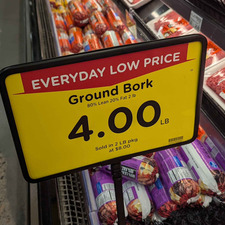 EVERYDAY LOW PRICE
Ground Bork
80% Lean 20% Fat 2 lb
4.00 LB
Sold in 2 LB pkg
at $8.00